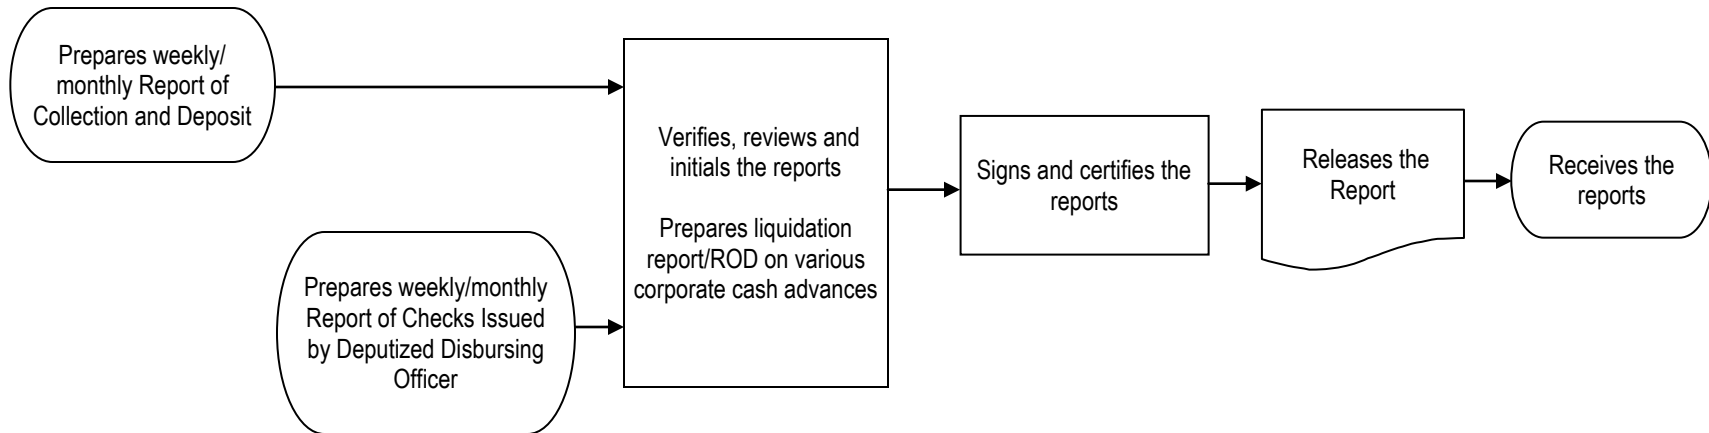 Prepares weekly/
monthly Report of
Collection and Deposit
Prepares weekly/monthly
Report of Checks Issued
by Deputized Disbursing
Officer
Verifies, reviews and
initials the reports
Prepares liquidation
report/ROD on various
corporate cash advances
Signs and certifies the
reports
Releases the
Report
Receives the
reports